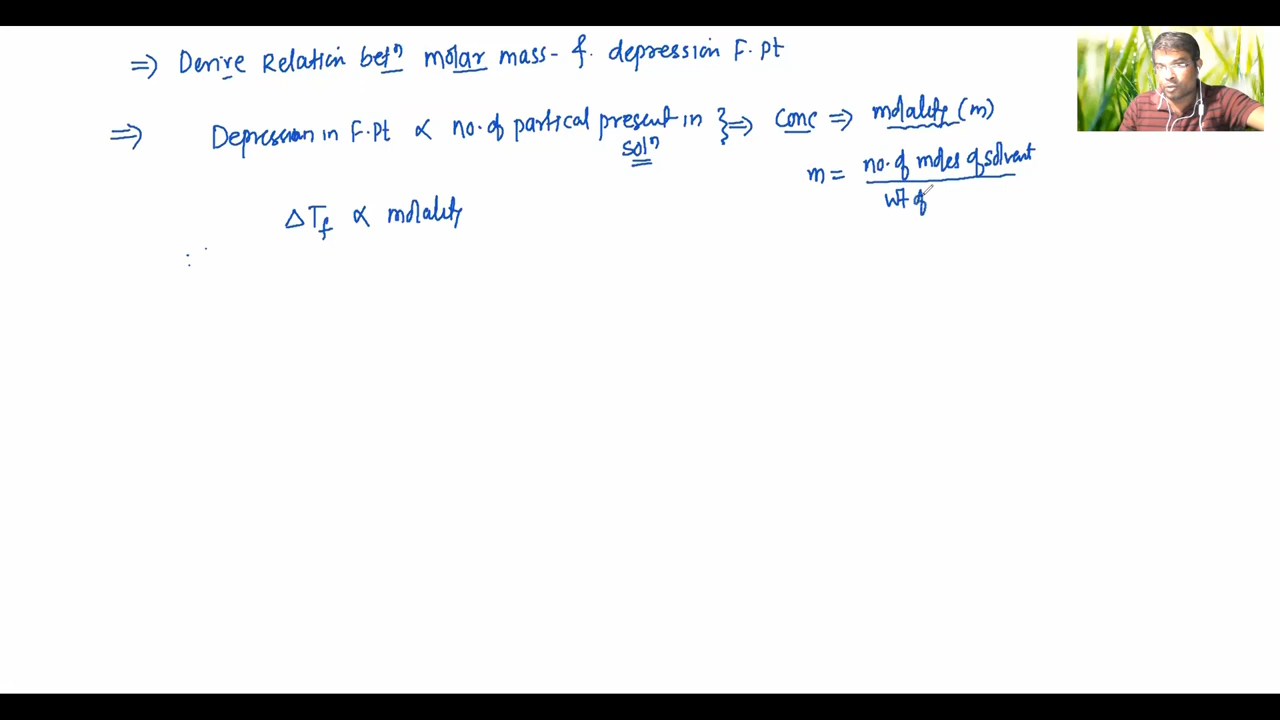 => Derive Relation betⁿ molar mass - & depression F.pt
=> Depression in F.pt ∝ no. of partical present in solⁿ } => Conc => molality (m)
m = no. of moles of solvent
wt of
ΔT_f ∝ molality